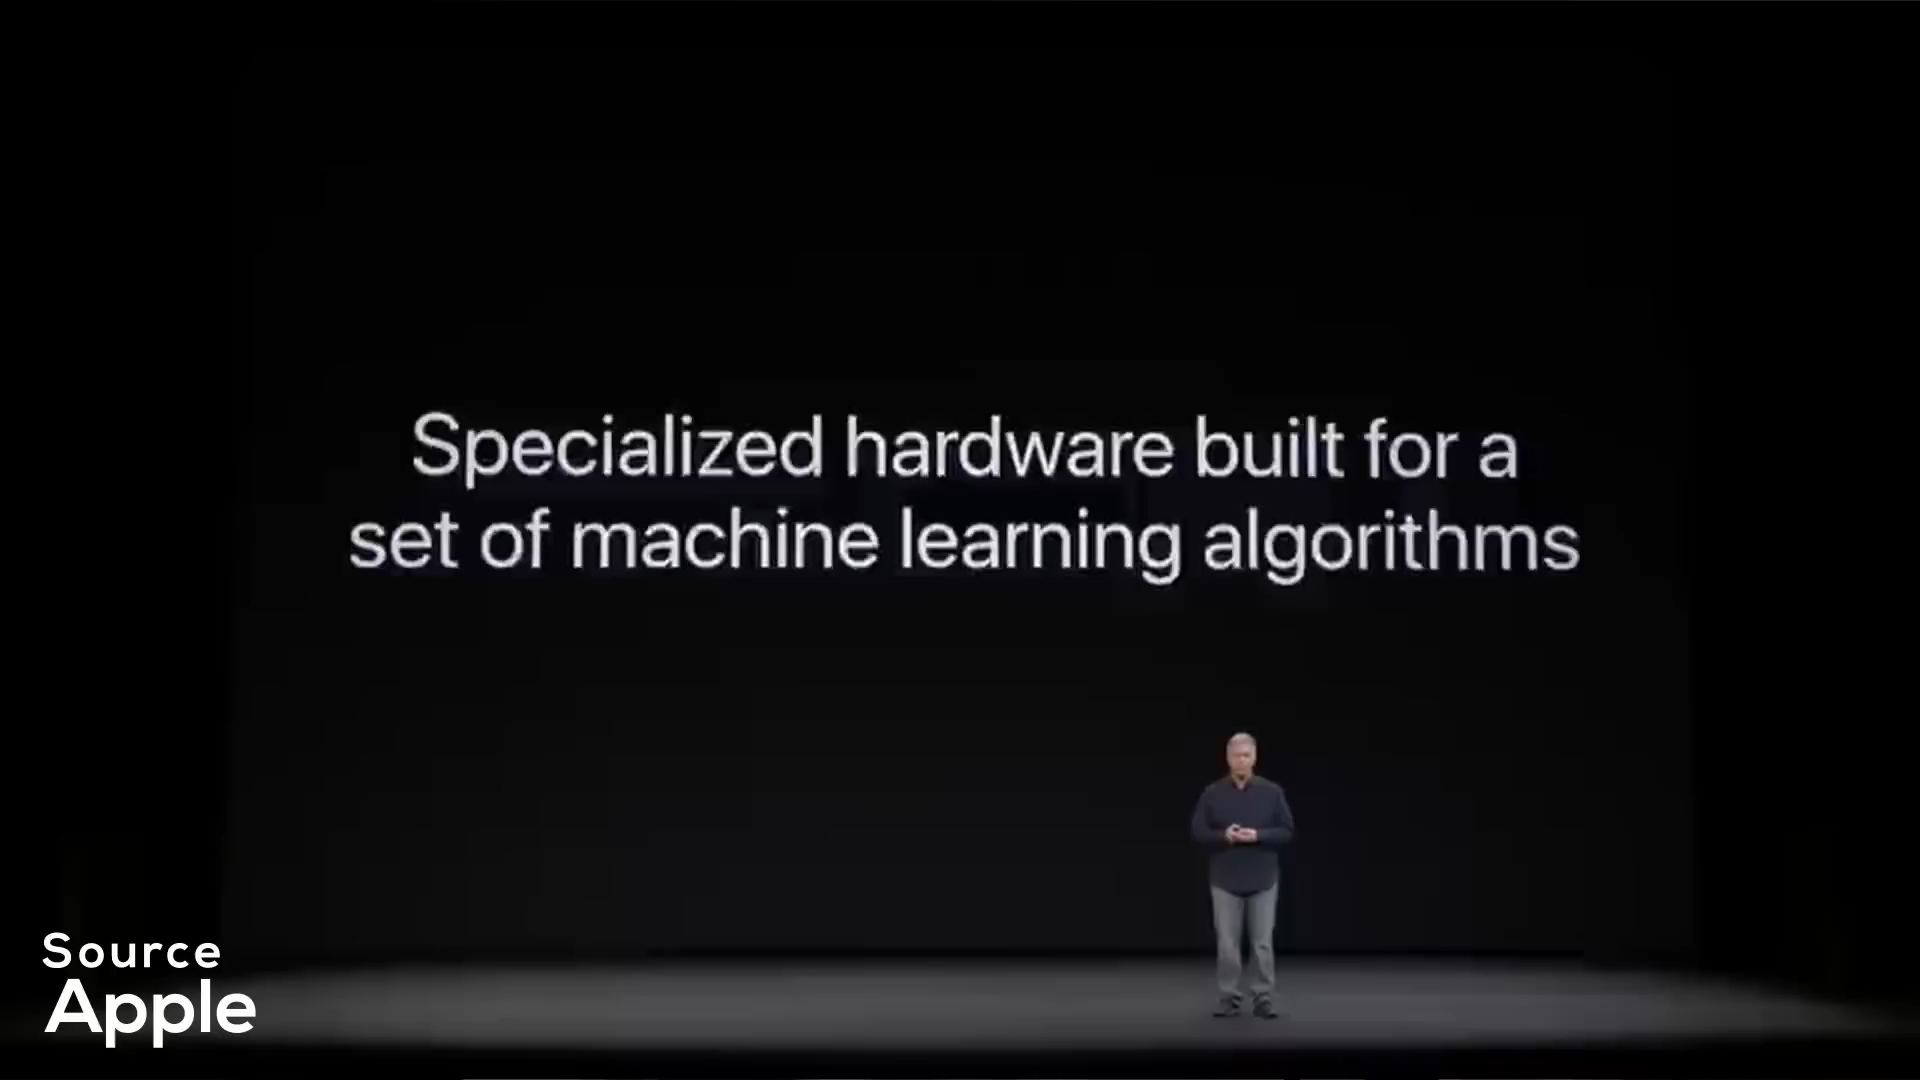 Specialized hardware built for a
set of machine learning algorithms
Source
Apple